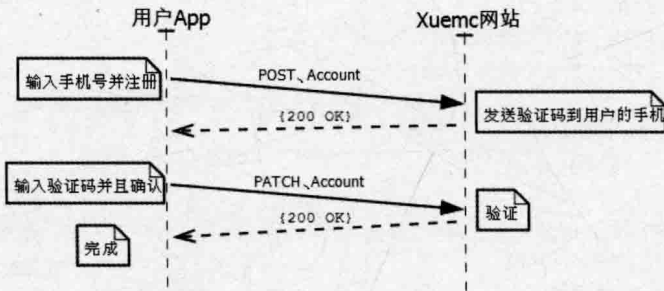 用户App
Xuemc网站
输入手机号并注册
POST、Account
{200 OK}
发送验证码到用户的手机
输入验证码并且确认
PATCH、Account
{200 OK}
验证
完成